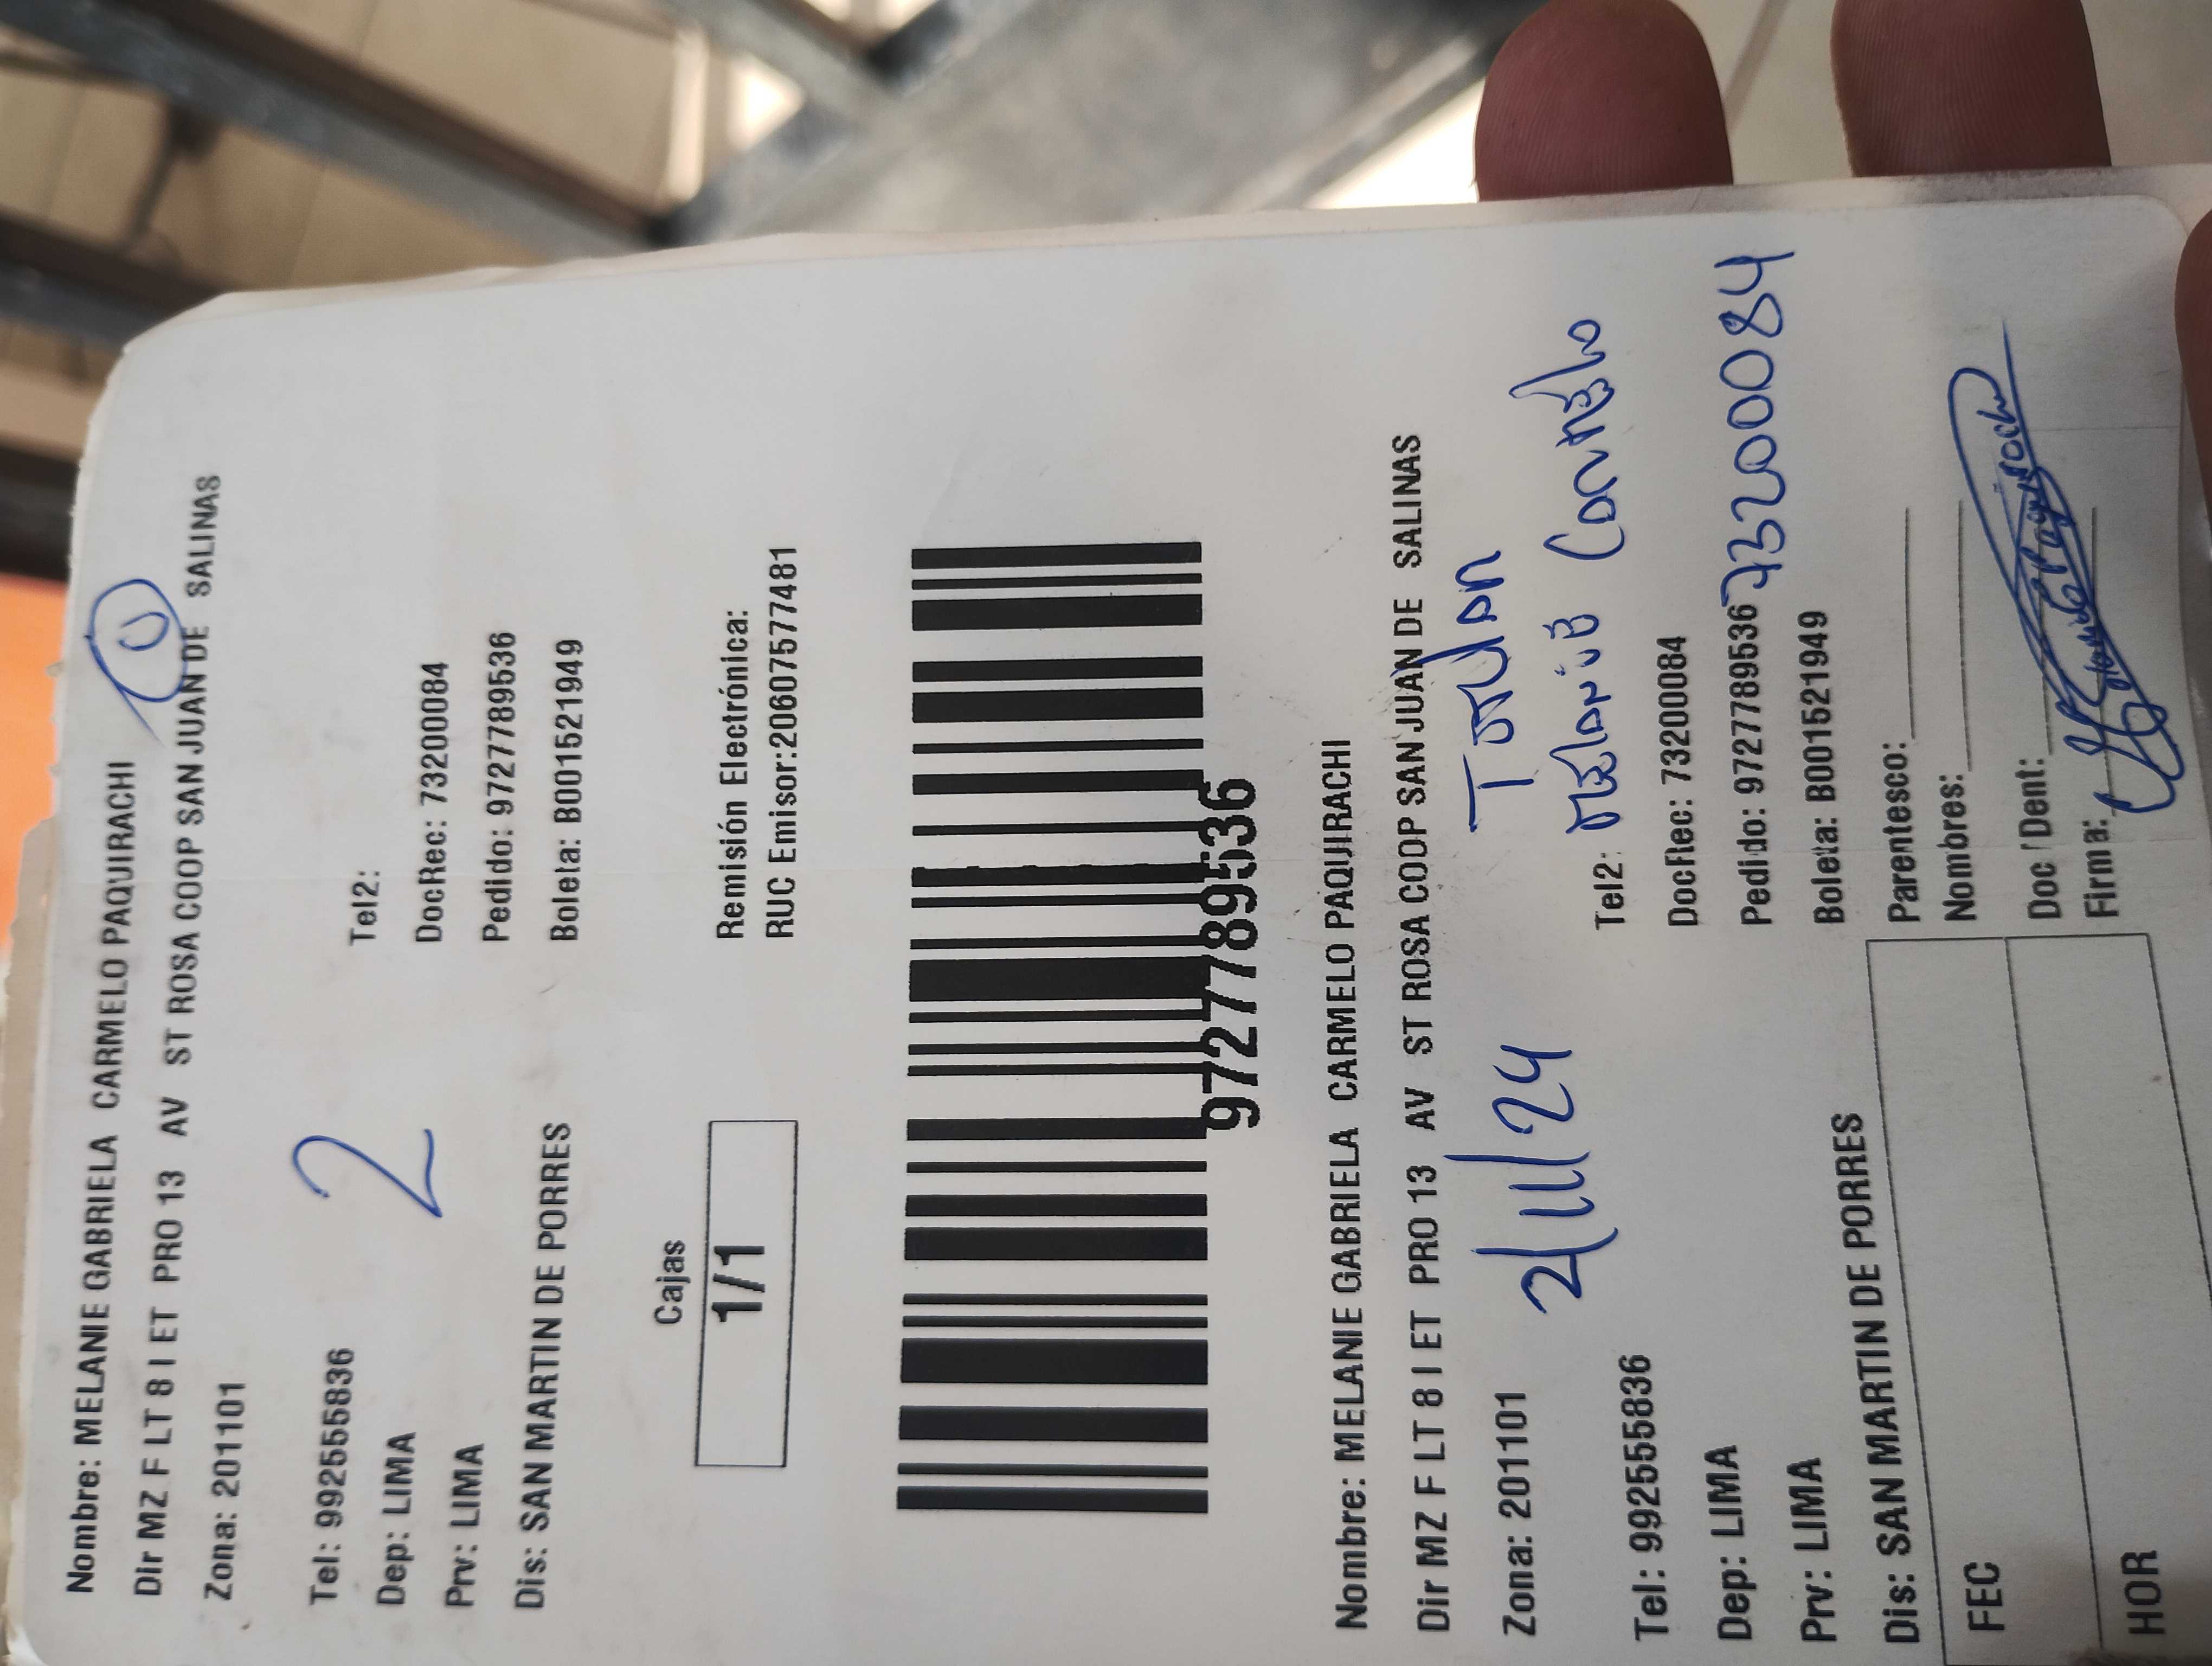 Nombre: MELANIE GABRIELA CARMELO PAQUIRACHI
Dir MZ F LT 8 I ET PRO 13 AV ST ROSA COOP SAN JUAN DE SALINAS
Zona: 201101
2
Tel: 992555836 Tel2:
Dep: LIMA DocRec: 73200084
Prv: LIMA Pedido: 972778953​6
Dis: SAN MARTIN DE PORRES Boleta: B001521949
Cajas
1/1
Remisión Electrónica:
RUC Emisor:20607577481
9727789536
Nombre: MELANIE GABRIELA CARMELO PAQUIRACHI
Dir MZ F LT 8 I ET PRO 13 AV ST ROSA COOP SAN JUAN DE SALINAS
Zona: 201101 2/11/24
Melanie Carmelo
Tel: 992555836 Tel2:
Dep: LIMA DocRec: 73200084
Prv: LIMA Pedido: 9727789536 73200084
Dis: SAN MARTIN DE PORRES Boleta: B001521949
FEC
HOR
Parentesco:
Nombres:
Doc Ident:
Firma: